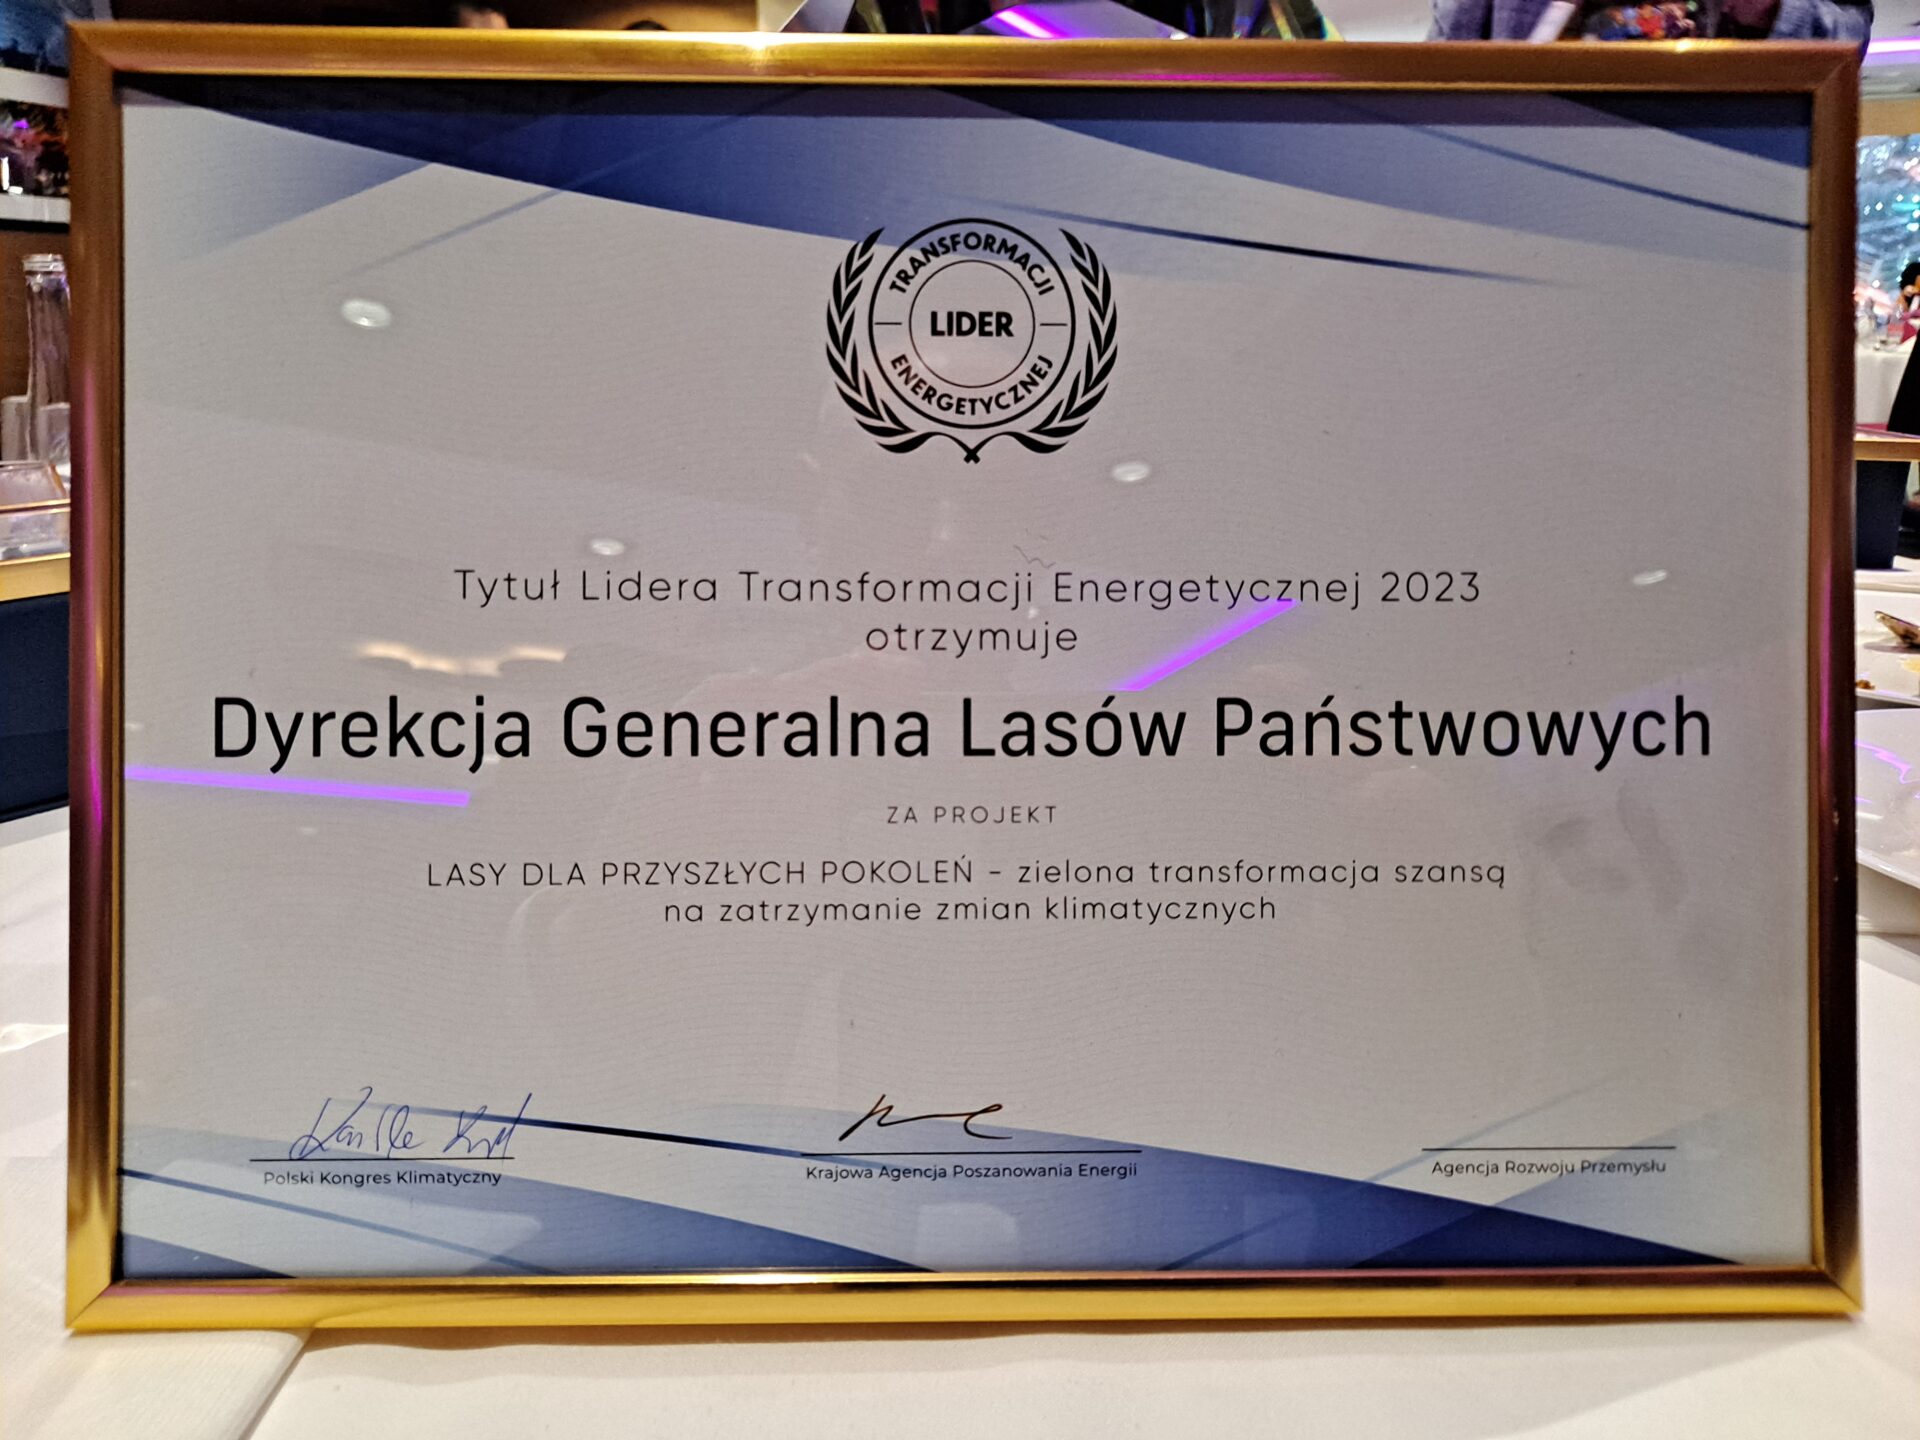 TRANSFORMACJI
LIDER
ENERGETYCZNEJ
Tytuł Lidera Transformacji Energetycznej 2023
otrzymuje
Dyrekcja Generalna Lasów Państwowych
ZA PROJEKT
LASY DLA PRZYSZŁYCH POKOLEŃ - zielona transformacja szansą
na zatrzymanie zmian klimatycznych
Polski Kongres Klimatyczny
Krajowa Agencja Poszanowania Energii
Agencja Rozwoju Przemysłu